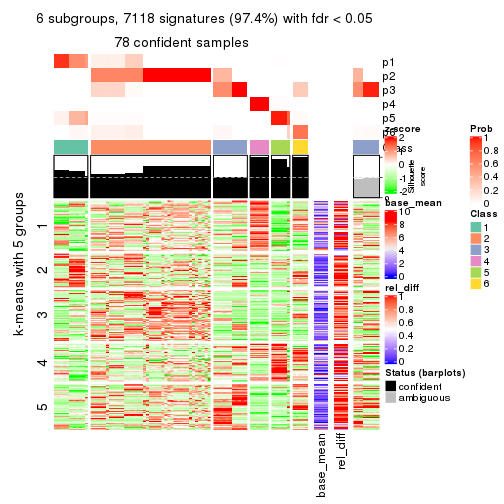 6 subgroups, 7118 signatures (97.4%) with fdr < 0.05
78 confident samples
p1
p2
p3
p4
p5
p6
Class
Silhouette
score
k-means with 5 groups
1
2
3
4
5
base_mean
rel_diff
z-score
2
1
0
-1
-2
base_mean
10
8
6
4
2
0
rel_diff
1
0.8
0.6
0.4
0.2
0
Status (barplots)
confident
ambiguous
Prob
1
0.8
0.6
0.4
0.2
0
Class
1
2
3
4
5
6